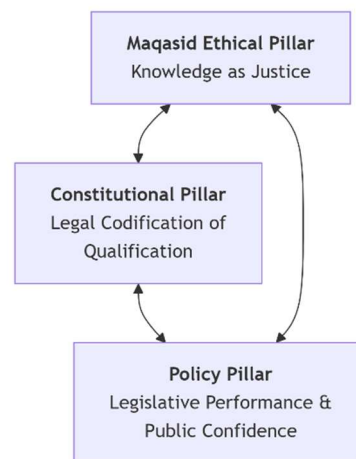 Maqasid Ethical Pillar
Knowledge as Justice
Constitutional Pillar
Legal Codification of
Qualification
Policy Pillar
Legislative Performance &
Public Confidence